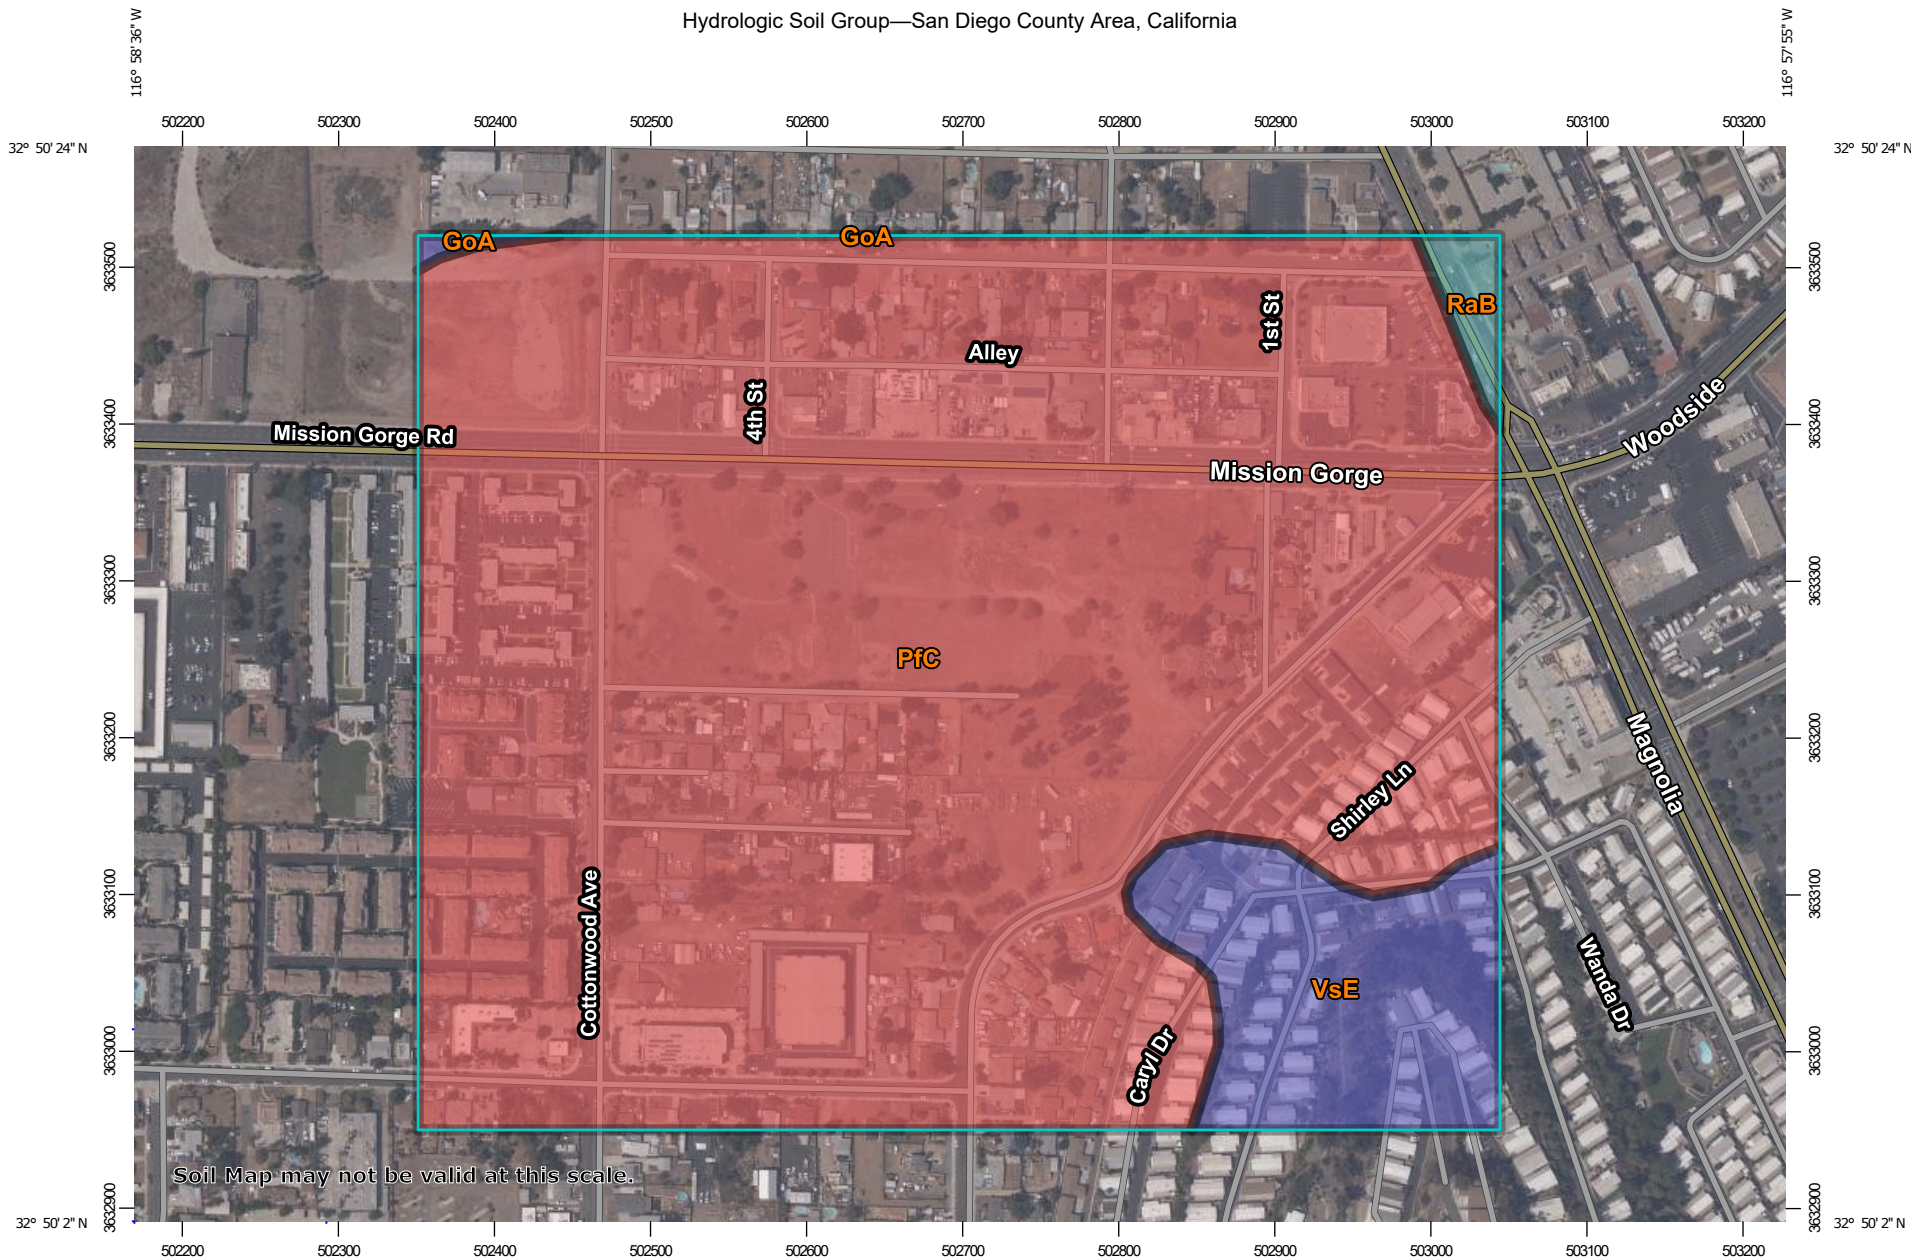 Hydrologic Soil Group—San Diego County Area, California
116° 58' 36" W
117° 57' 55" W
502200 502300 502400 502500 502600 502700 502800 502900 503000 503100 503200
32° 50' 24" N
32° 50' 24" N
GoA
GoA
3633500
3633500
RaB
1st St
Alley
4th St
3633400
3633400
Mission Gorge Rd
Woodside
Mission Gorge
3633300
3633300
PfC
3633200
3633200
Magnolia
Shirley Ln
3633100
3633100
Cottonwood Ave
Wanda Dr
VsE
Caryl Dr
3633000
3633000
Soil Map may not be valid at this scale.
3632900
3632900
32° 50' 2" N
32° 50' 2" N
502200 502300 502400 502500 502600 502700 502800 502900 503000 503100 503200